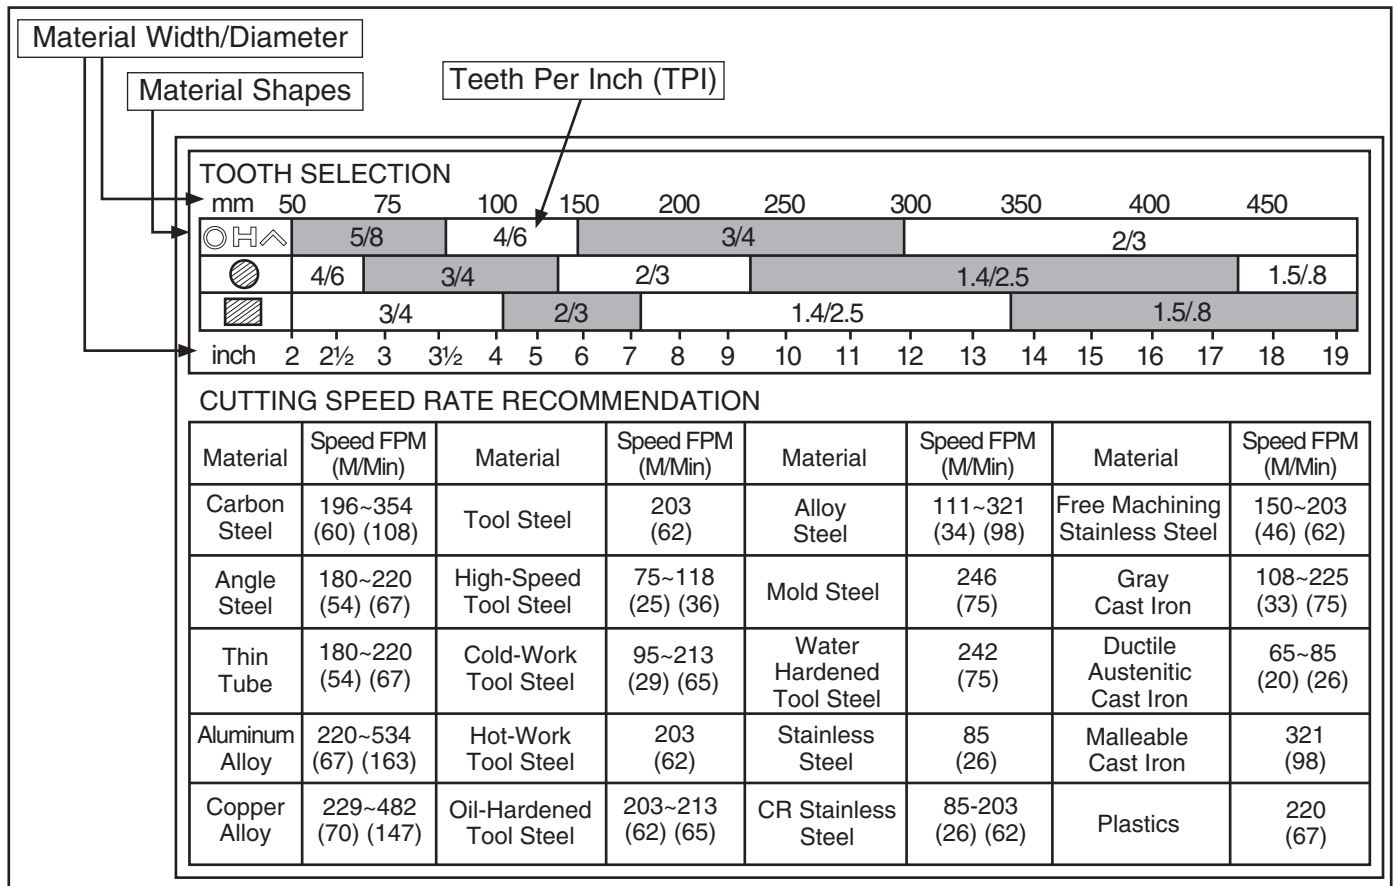 Material Width/Diameter
Material Shapes
Teeth Per Inch (TPI)
TOOTH SELECTION
mm 50 75 100 150 200 250 300 350 400 450
5/8 4/6 3/4 2/3
4/6 3/4 2/3 1.4/2.5 1.5/.8
3/4 2/3 1.4/2.5 1.5/.8
inch 2 2½ 3 3½ 4 5 6 7 8 9 10 11 12 13 14 15 16 17 18 19
CUTTING SPEED RATE RECOMMENDATION
Material Speed FPM (M/Min) Material Speed FPM (M/Min) Material Speed FPM (M/Min) Material Speed FPM (M/Min)
Carbon Steel 196~354 (60) (108) Tool Steel 203 (62) Alloy Steel 111~321 (34) (98) Free Machining Stainless Steel 150~203 (46) (62)
Angle Steel 180~220 (54) (67) High-Speed Tool Steel 75~118 (25) (36) Mold Steel 246 (75) Gray Cast Iron 108~225 (33) (75)
Thin Tube 180~220 (54) (67) Cold-Work Tool Steel 95~213 (29) (65) Water Hardened Tool Steel 242 (75) Ductile Austenitic Cast Iron 65~85 (20) (26)
Aluminum Alloy 220~534 (67) (163) Hot-Work Tool Steel 203 (62) Stainless Steel 85 (26) Malleable Cast Iron 321 (98)
Copper Alloy 229~482 (70) (147) Oil-Hardened Tool Steel 203~213 (62) (65) CR Stainless Steel 85-203 (26) (62) Plastics 220 (67)